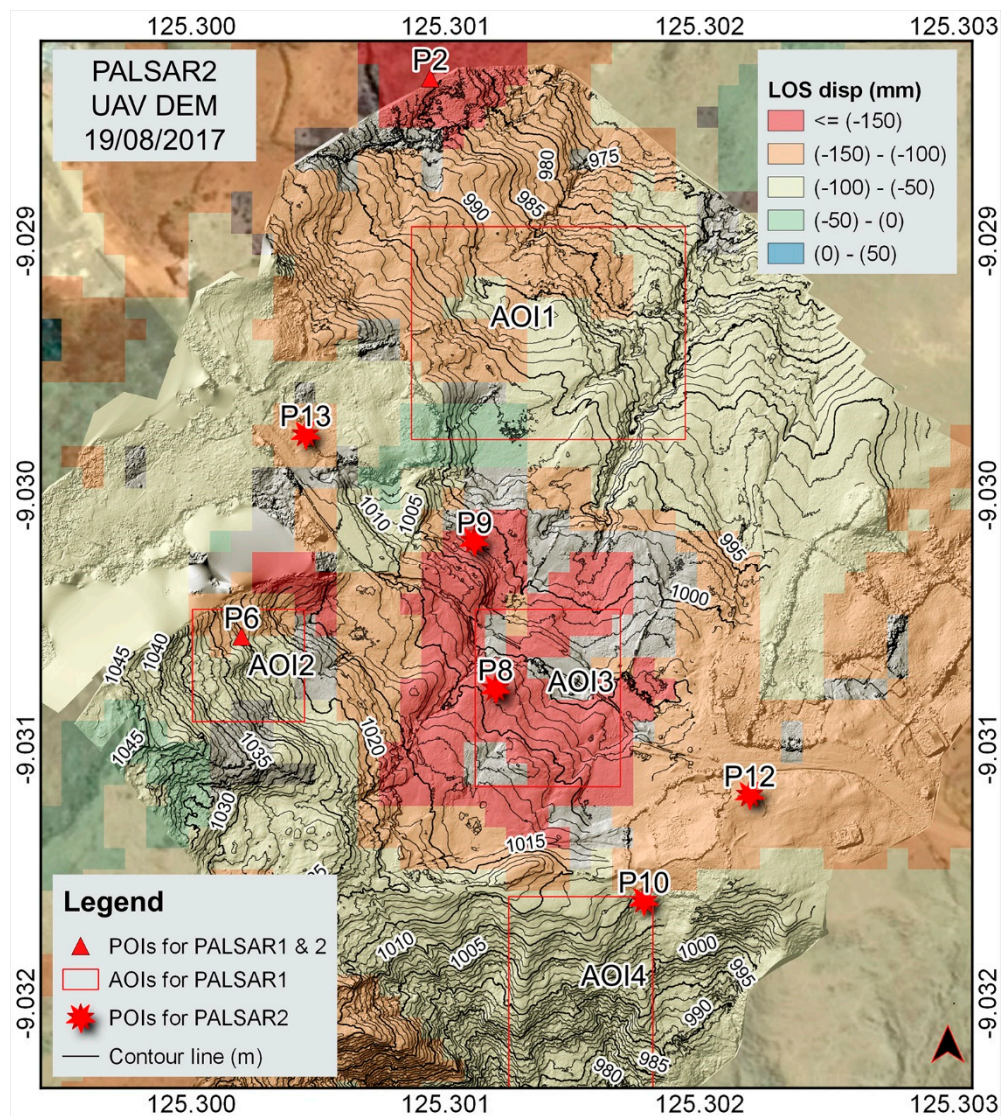 125.300
125.301
125.302
125.303
PALSAR2
UAV DEM
19/08/2017
P2
LOS disp (mm)
<= (-150)
(-150) - (-100)
(-100) - (-50)
(-50) - (0)
(0) - (50)
980
975
990
985
-9.029
-9.029
AOI1
P13
-9.030
-9.030
1010
1005
P9
995
1000
P6
1045
1040
AOI2
P8
AOI3
1045
1035
1020
-9.031
-9.031
1030
P12
1015
P10
Legend
POIs for PALSAR1 & 2
AOIs for PALSAR1
POIs for PALSAR2
Contour line (m)
1010
1005
1000
995
AOI4
990
985
980
-9.032
-9.032
125.300
125.301
125.302
125.303